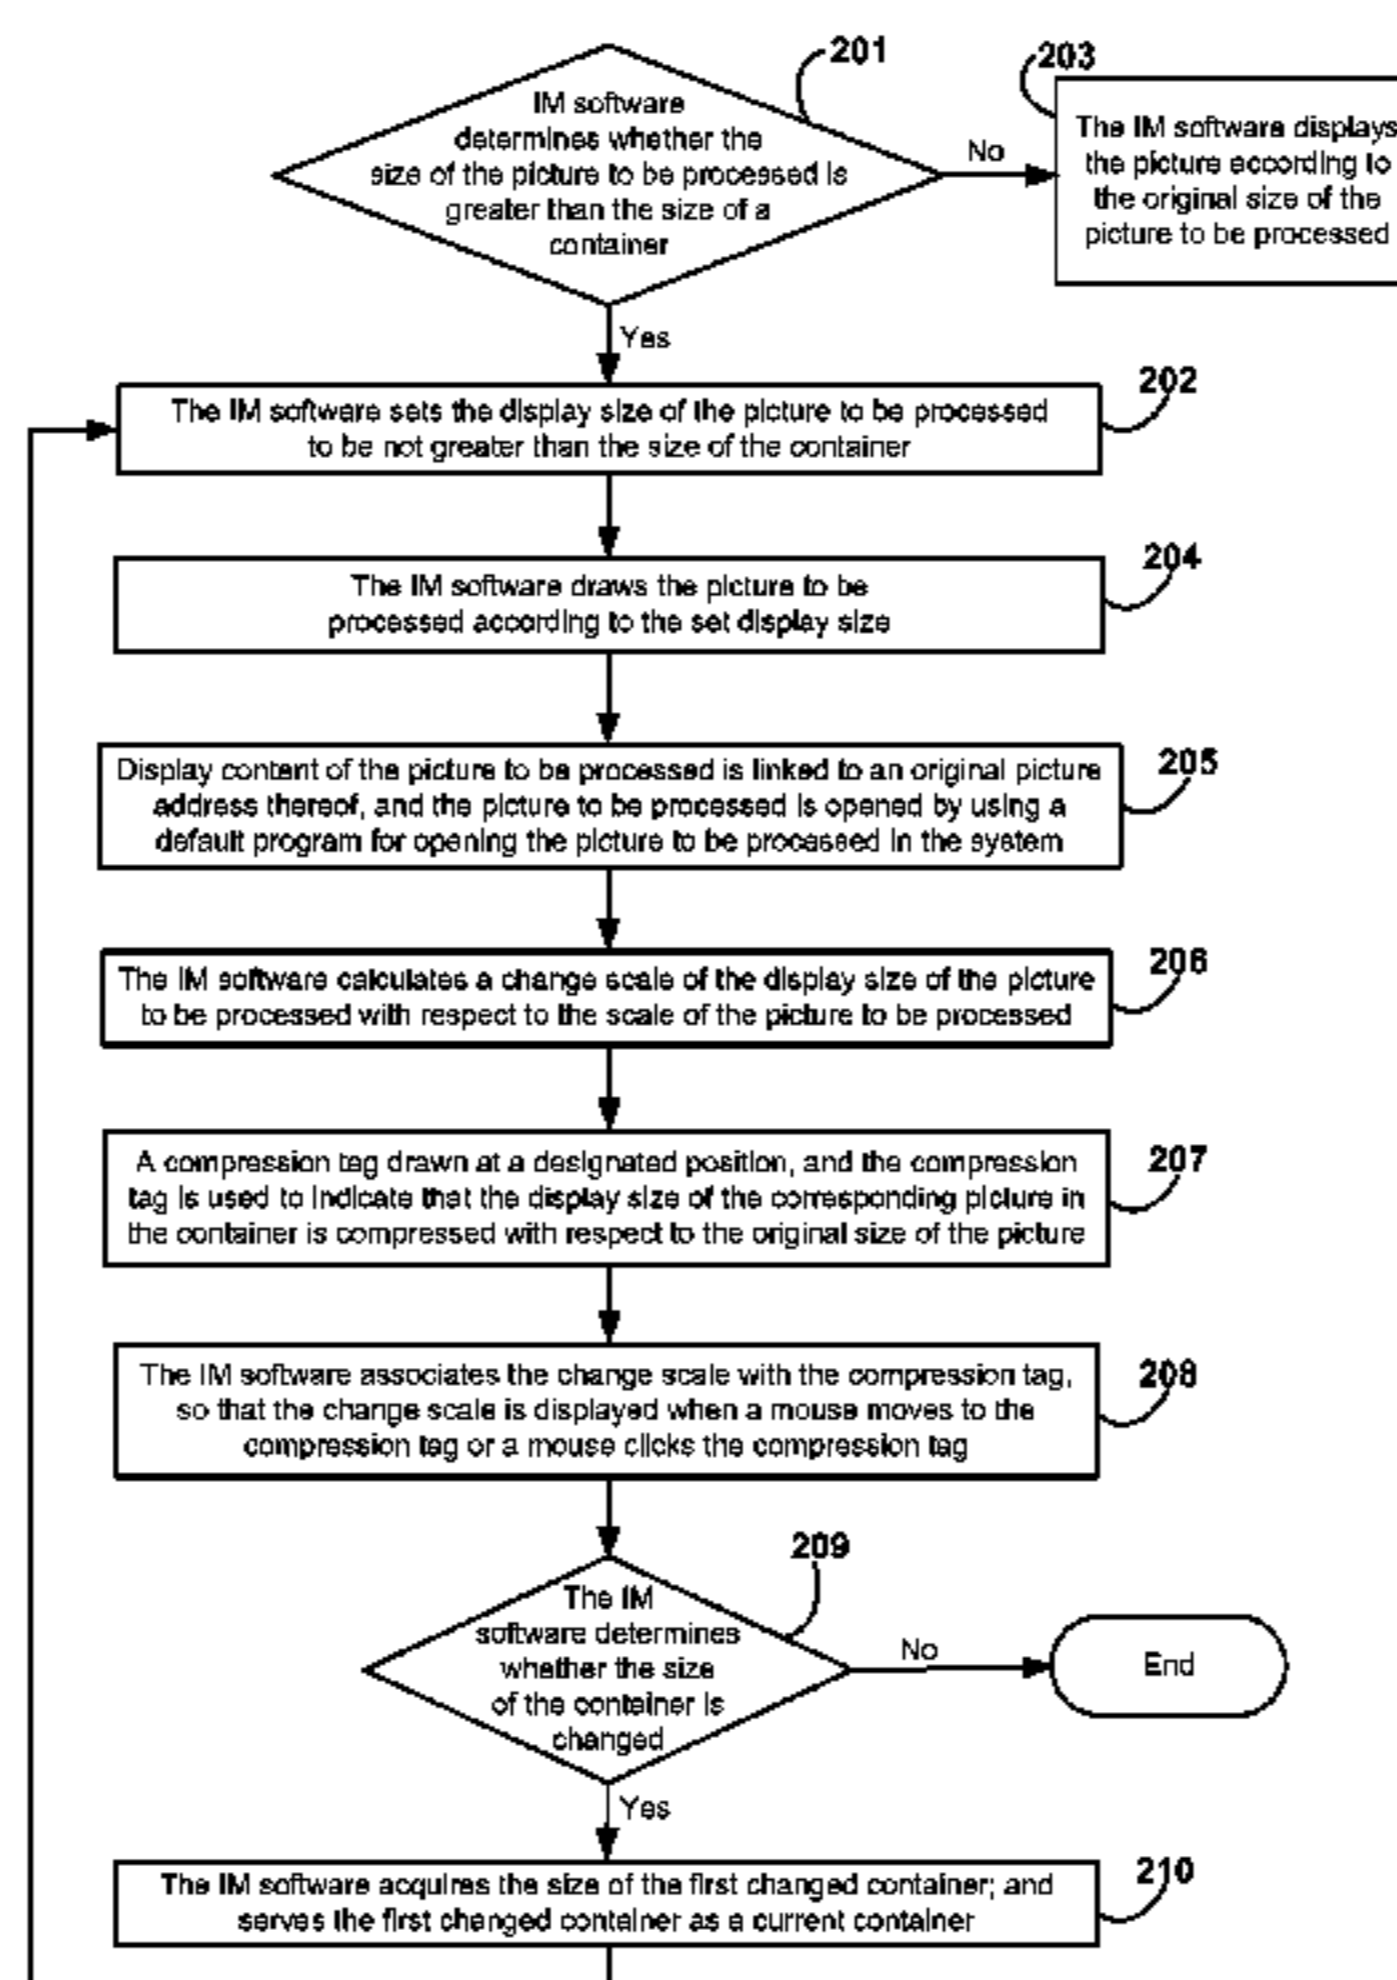 201
IM software
determines whether the
size of the picture to be processed is
greater than the size of a
container
No
203
The IM software displays
the picture according to
the original size of the
picture to be processed
Yes
202
The IM software sets the display size of the picture to be processed
to be not greater than the size of the container
204
The IM software draws the picture to be
processed according to the set display size
205
Display content of the picture to be processed is linked to an original picture
address thereof, and the picture to be processed is opened by using a
default program for opening the picture to be processed in the system
206
The IM software calculates a change scale of the display size of the picture
to be processed with respect to the scale of the picture to be processed
207
A compression tag drawn at a designated position, and the compression
tag is used to indicate that the display size of the corresponding picture in
the container is compressed with respect to the original size of the picture
208
The IM software associates the change scale with the compression tag,
so that the change scale is displayed when a mouse moves to the
compression tag or a mouse clicks the compression tag
209
The IM
software determines
whether the size
of the container is
changed
No
End
Yes
210
The IM software acquires the size of the first changed container; and
serves the first changed container as a current container